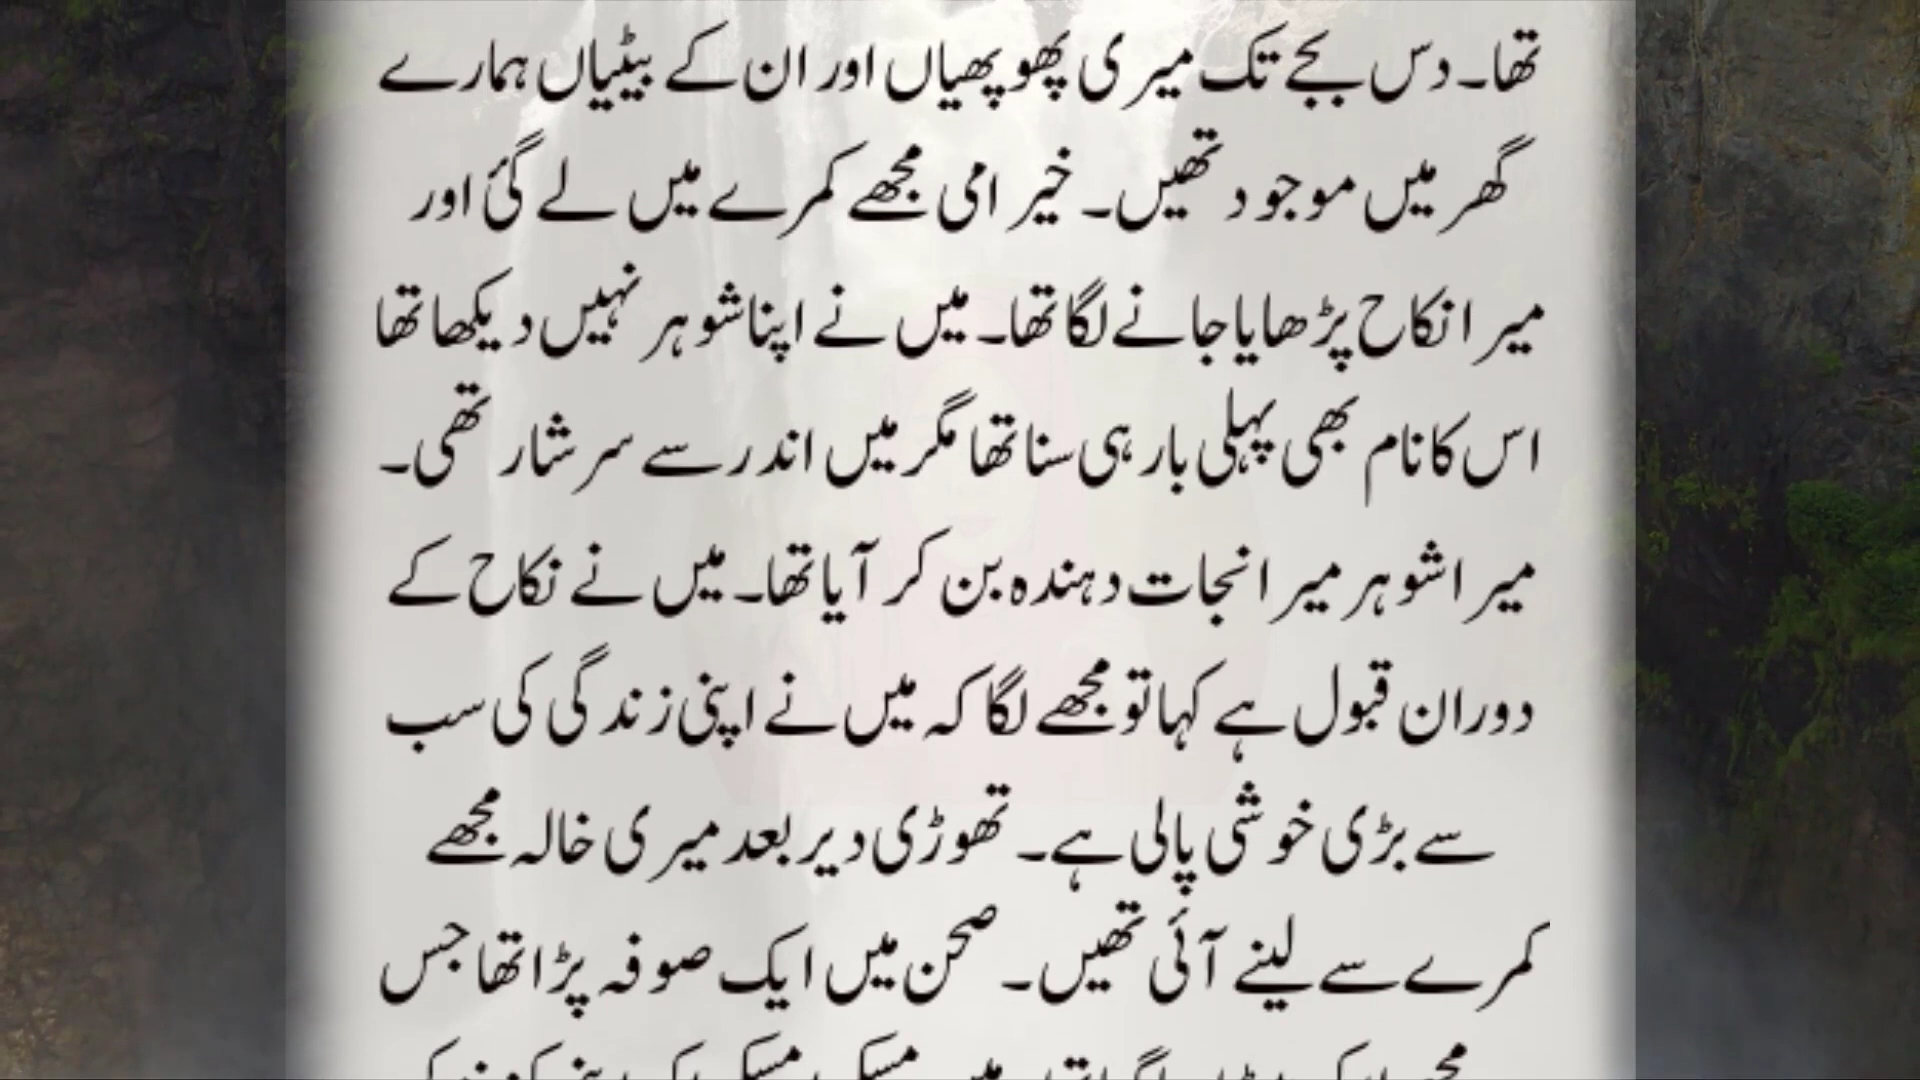 تھا۔ دس بجے تک میری پھوپھیاں اور ان کے بیٹیاں ہمارے
گھر میں موجود تھیں۔ خیر امی مجھے کمرے میں لے گئ اور
میرا نکاح پڑھایا جانے لگا تھا۔ میں نے اپنا شوہر نہیں دیکھا تھا
اس کا نام بھی پہلی بار ہی سنا تھا مگر میں اندر سے سرشار تھی۔
میرا شوہر میرا نجات دہندہ بن کر آیا تھا۔ میں نے نکاح کے
دوران قبول ہے کہا تو مجھے لگا کہ میں نے اپنی زندگی کی سب
سے بڑی خوشی پالی ہے۔ تھوڑی دیر بعد میری خالہ مجھے
کمرے سے لینے آئی تھیں۔ صحن میں ایک صوفہ پڑا تھا جس